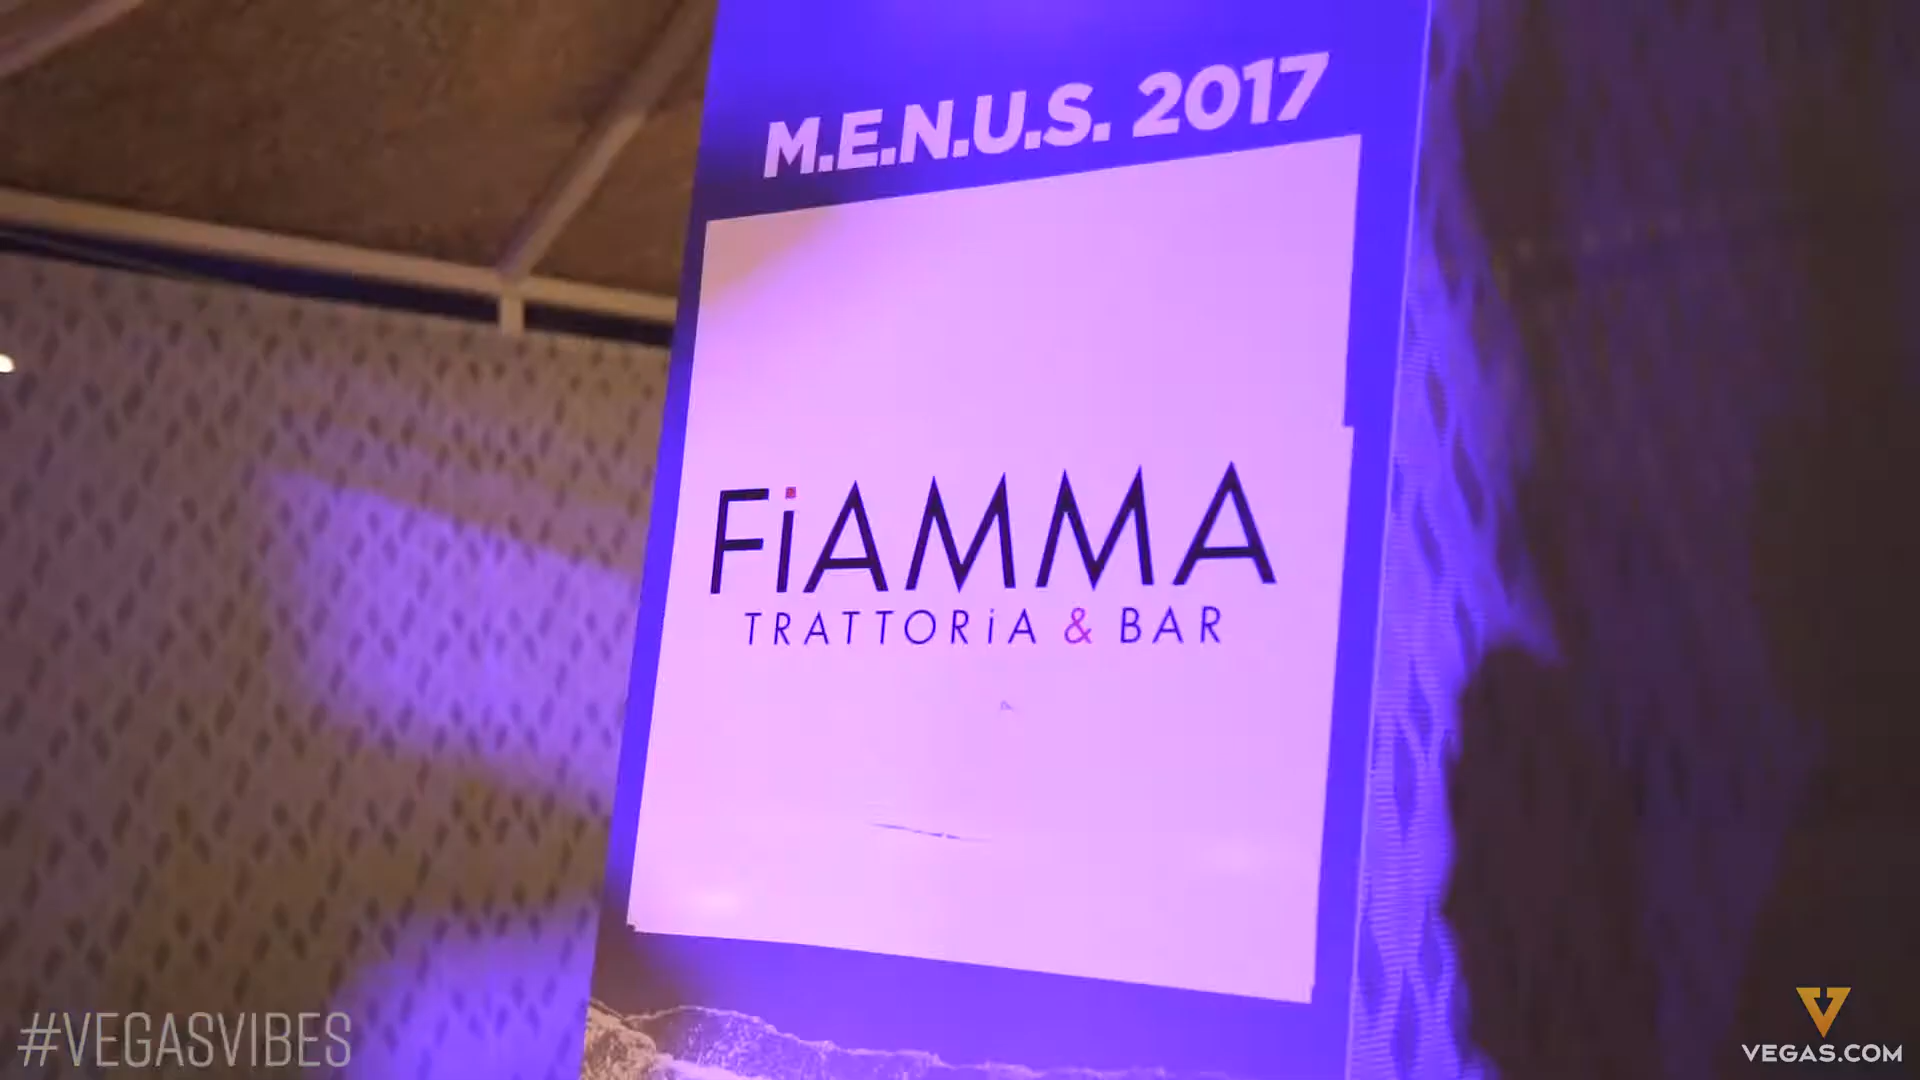 M.E.N.U.S. 2017
FiAMMA
TRATTORiA & BAR
#VEGASVIBES
VEGAS.COM